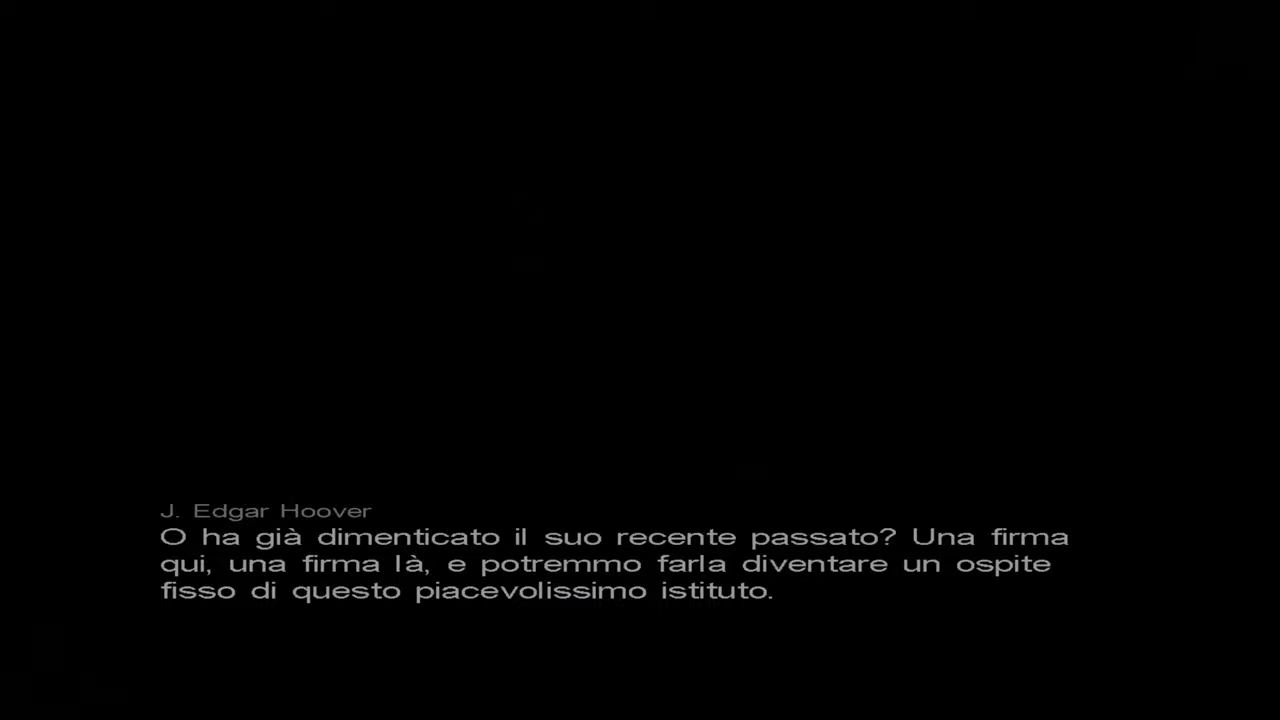 J. Edgar Hoover
O ha già dimenticato il suo recente passato? Una firma
qui, una firma là, e potremmo farla diventare un ospite
fisso di questo piacevolissimo istituto.